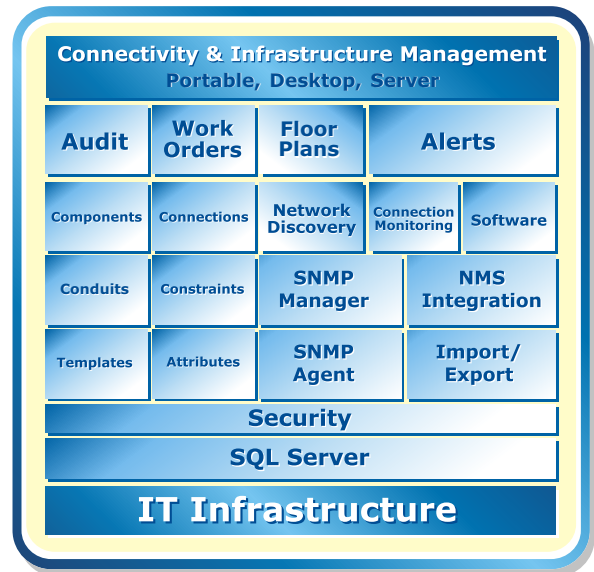 Connectivity & Infrastructure Management
Portable, Desktop, Server
Audit
Work
Orders
Floor
Plans
Alerts
Components
Connections
Network
Discovery
Connection
Monitoring
Software
Conduits
Constraints
SNMP
Manager
NMS
Integration
Templates
Attributes
SNMP
Agent
Import/
Export
Security
SQL Server
IT Infrastructure